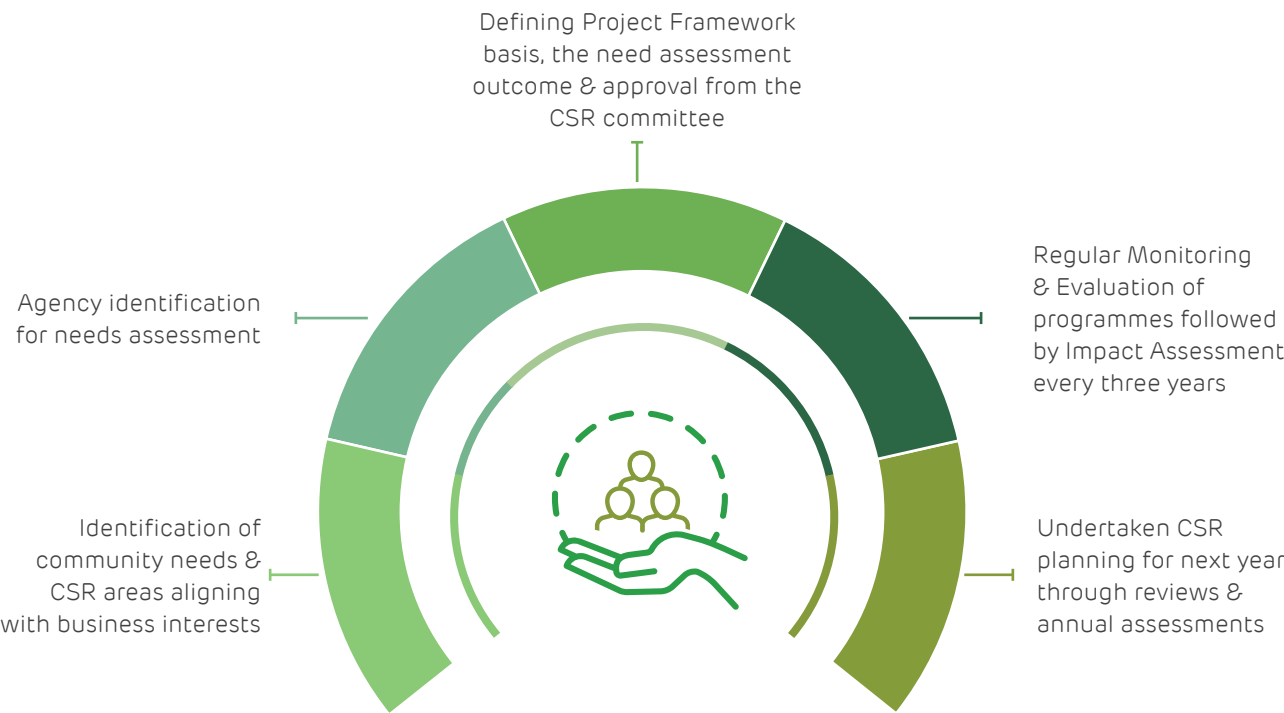 Defining Project Framework
basis, the need assessment
outcome & approval from the
CSR committee
Agency identification
for needs assessment
Regular Monitoring
& Evaluation of
programmes followed
by Impact Assessment
every three years
Identification of
community needs &
CSR areas aligning
with business interests
Undertaken CSR
planning for next year
through reviews &
annual assessments